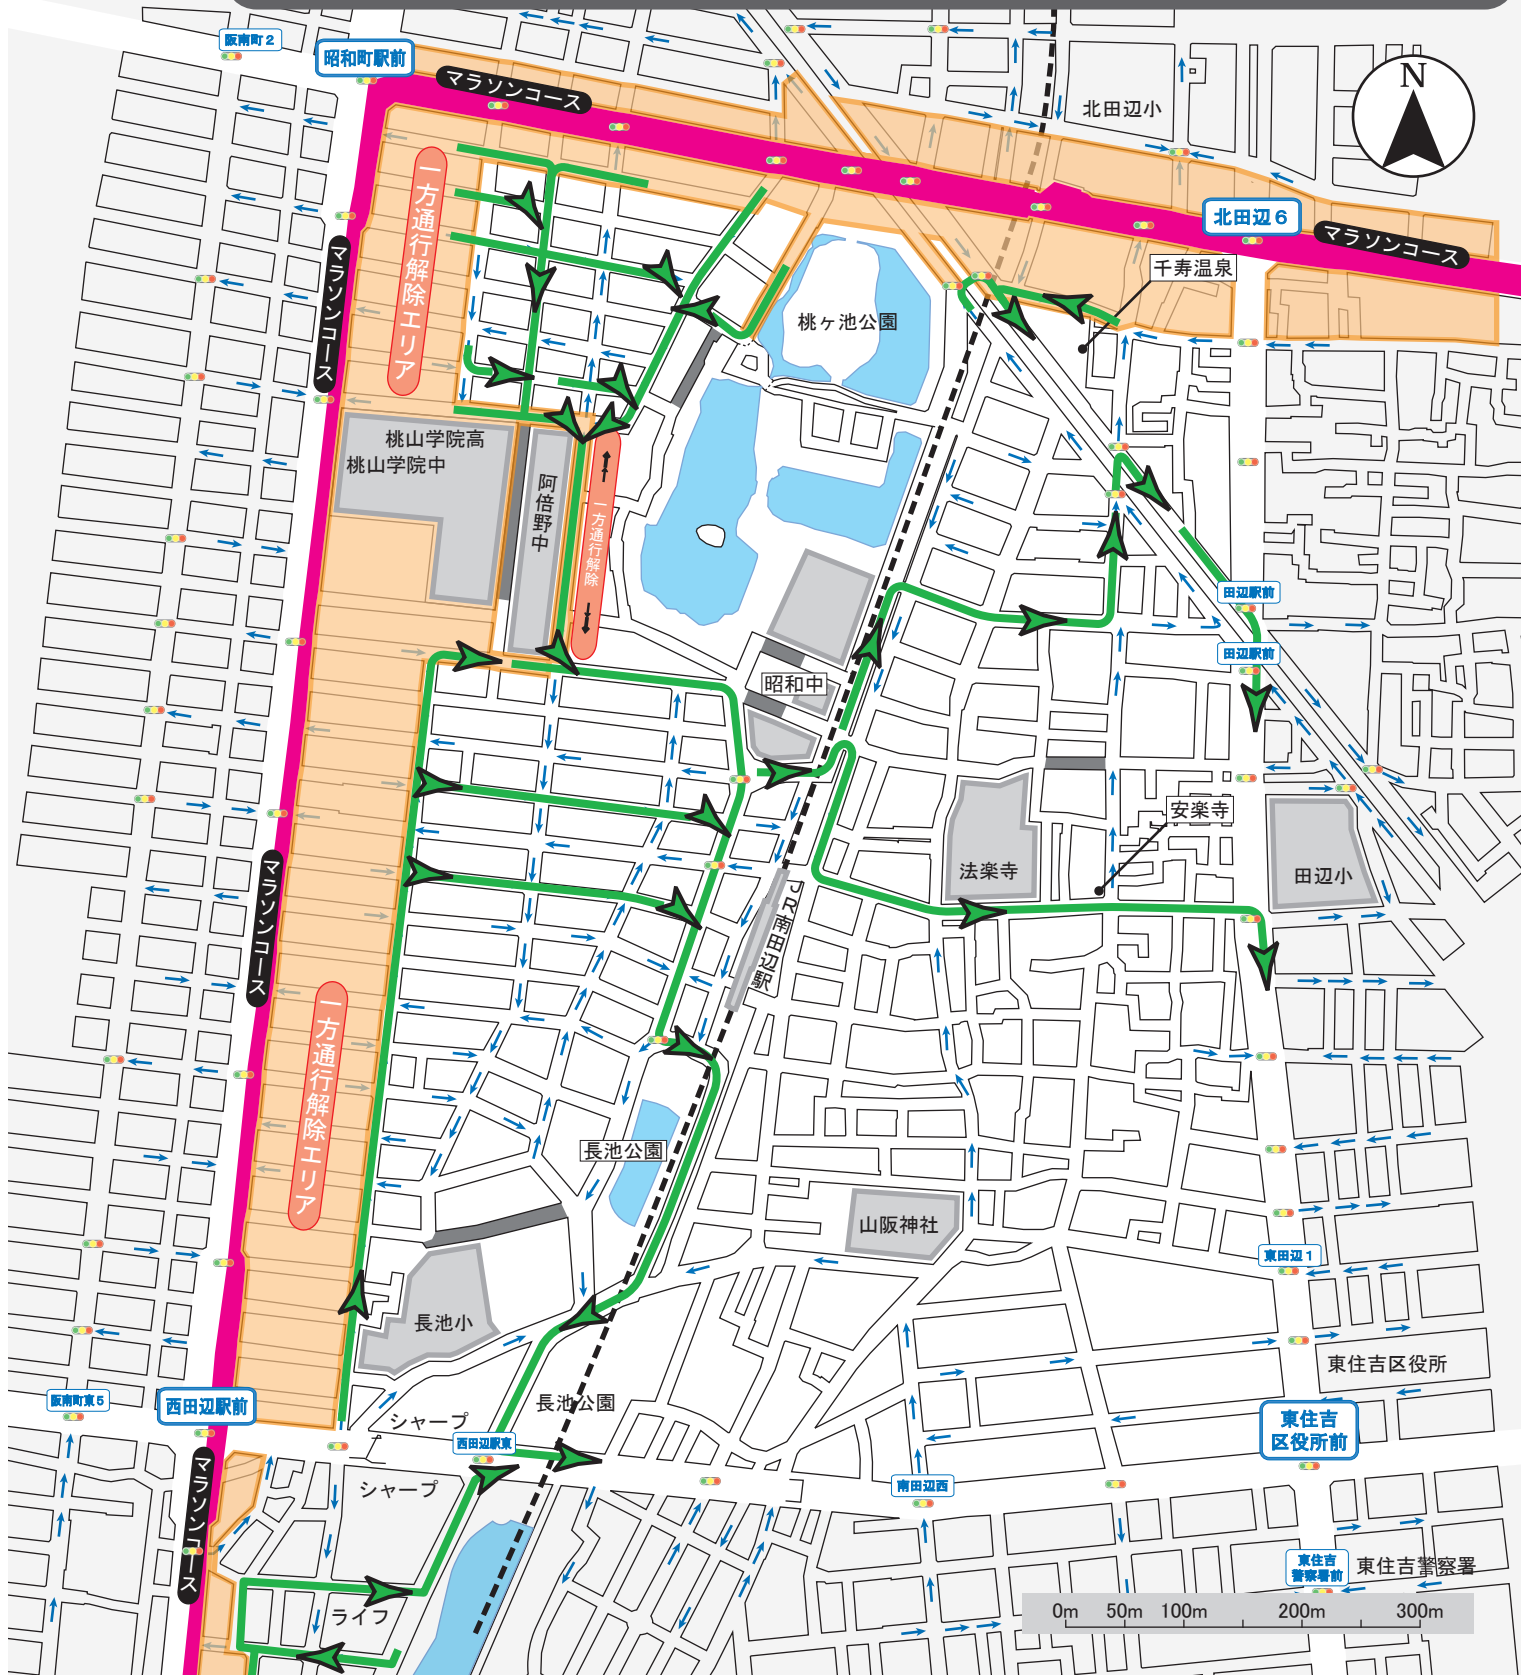 阪南町2
昭和町駅前
マラソンコース
N
北田辺小
北田辺6
マラソンコース
千寿温泉
一方通行解除エリア
マラソンコース
桃ヶ池公園
桃山学院高
桃山学院中
阿倍野中
一方通行解除
田辺駅前
田辺駅前
昭和中
安楽寺
法楽寺
田辺小
マラソンコース
JR南田辺駅
一方通行解除エリア
長池公園
山阪神社
東田辺1
長池小
東住吉区役所
阪南町東5
西田辺駅前
シャープ
長池公園
西田辺駅東
東住吉
区役所前
シャープ
南田辺西
マラソンコース
東住吉
警察署前
東住吉警察署
ライフ
0m 50m 100m 200m 300m